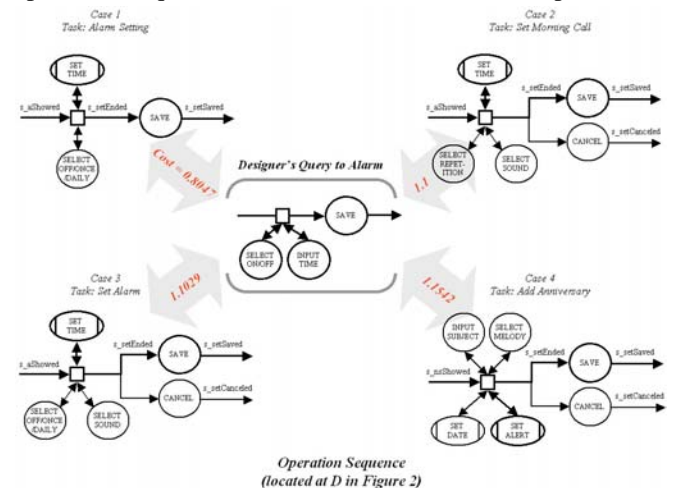 Case 1
Task: Alarm Setting
SET
TIME
s_aShowed
s_setEnded
SAVE
s_setSaved
SELECT
OFF/ONCE
/DAILY
Cost = 0.8047
Case 2
Task: Set Morning Call
SET
TIME
s_aShowed
s_setEnded
SAVE
s_setSaved
CANCEL
s_setCanceled
SELECT
REPET-
ITION
SELECT
SOUND
1.1
Designer's Query to Alarm
SAVE
SELECT
ON/OFF
INPUT
TIME
Case 3
Task: Set Alarm
SET
TIME
s_aShowed
s_setEnded
SAVE
s_setSaved
CANCEL
s_setCanceled
SELECT
OFF/ONCE
/DAILY
SELECT
SOUND
1.1029
Case 4
Task: Add Anniversary
INPUT
SUBJECT
SELECT
MELODY
s_nsShowed
s_setEnded
SAVE
s_setSaved
CANCEL
s_setCanceled
SET
DATE
SET
ALERT
1.1542
Operation Sequence
(located at D in Figure 2)